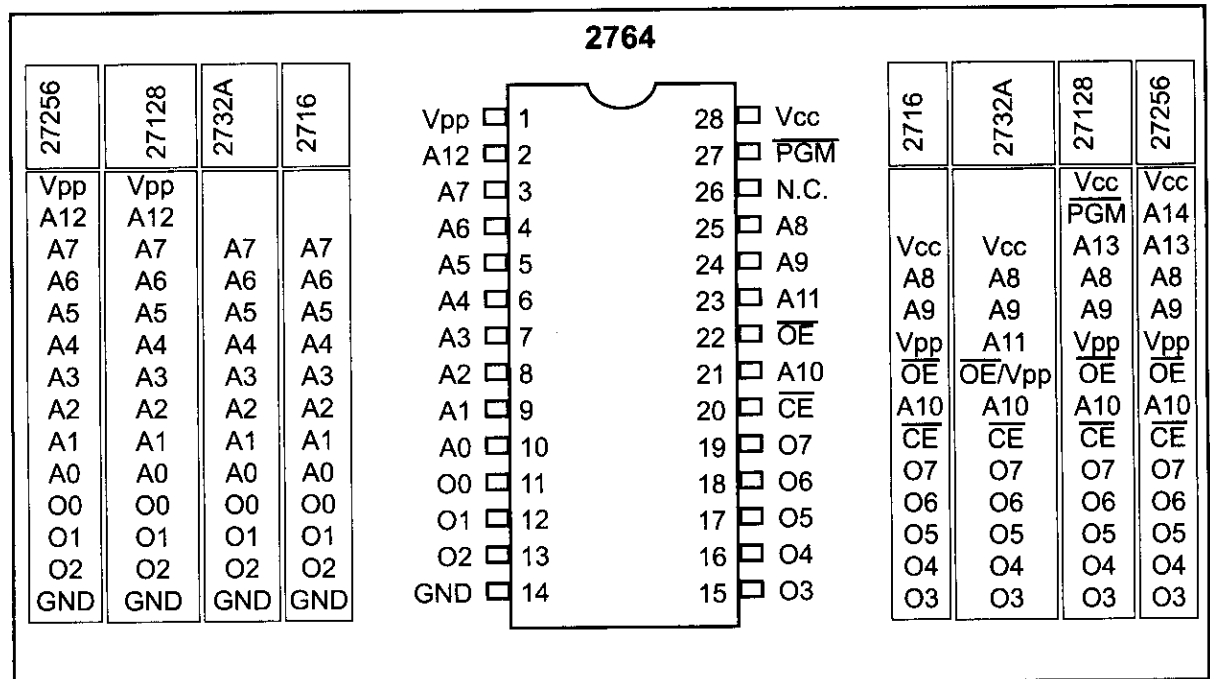 2764
27256 27128 2732A 2716
Vpp Vpp
A12 A12
A7 A7 A7 A7
A6 A6 A6 A6
A5 A5 A5 A5
A4 A4 A4 A4
A3 A3 A3 A3
A2 A2 A2 A2
A1 A1 A1 A1
A0 A0 A0 A0
O0 O0 O0 O0
O1 O1 O1 O1
O2 O2 O2 O2
GND GND GND GND
Vpp 1 28 Vcc
A12 2 27 PGM
A7 3 26 N.C.
A6 4 25 A8
A5 5 24 A9
A4 6 23 A11
A3 7 22 OE
A2 8 21 A10
A1 9 20 CE
A0 10 19 O7
O0 11 18 O6
O1 12 17 O5
O2 13 16 O4
GND 14 15 O3
2716 2732A 27128 27256
Vcc Vcc
PGM A14
Vcc Vcc A13 A13
A8 A8 A8 A8
A9 A9 A9 A9
Vpp A11 Vpp Vpp
OE OE/Vpp OE OE
A10 A10 A10 A10
CE CE CE CE
O7 O7 O7 O7
O6 O6 O6 O6
O5 O5 O5 O5
O4 O4 O4 O4
O3 O3 O3 O3